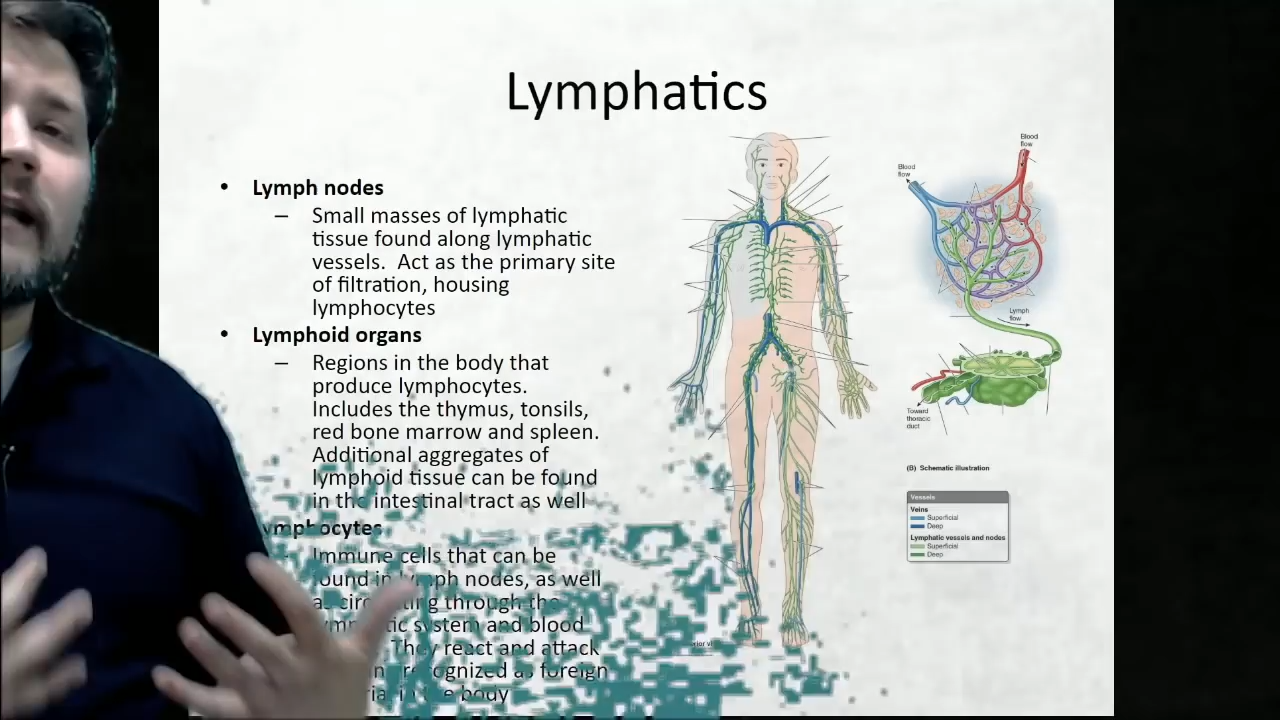 Lymphatics
• Lymph nodes
– Small masses of lymphatic
tissue found along lymphatic
vessels. Act as the primary site
of filtration, housing
lymphocytes
• Lymphoid organs
– Regions in the body that
produce lymphocytes.
Includes the thymus, tonsils,
red bone marrow and spleen.
Additional aggregates of
lymphoid tissue can be found
in the intestinal tract as well
Immune cells that can be
as well
through
system and blood
They react and attack
foreign
body
Blood
flow
Blood
flow
Lymph
flow
Toward
thoracic
duct
(B) Schematic illustration
Vessels
Veins
Superficial
Deep
Lymphatic vessels and nodes
Superficial
Deep